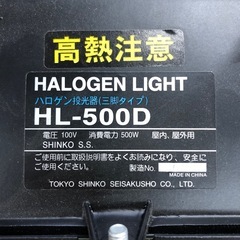 高熱注意
HALOGEN LIGHT
ハロゲン投光器(三脚タイプ)
HL-500D
電圧 100V 消費電力 500W 屋内、屋外用
SHINKO S.S.
ご使用前に取扱説明書をよくお読みになり、安全に
ご使用ください。 製造No.
MADE IN CHINA
TOKYO SHINKO SEISAKUSHO CO., LTD.